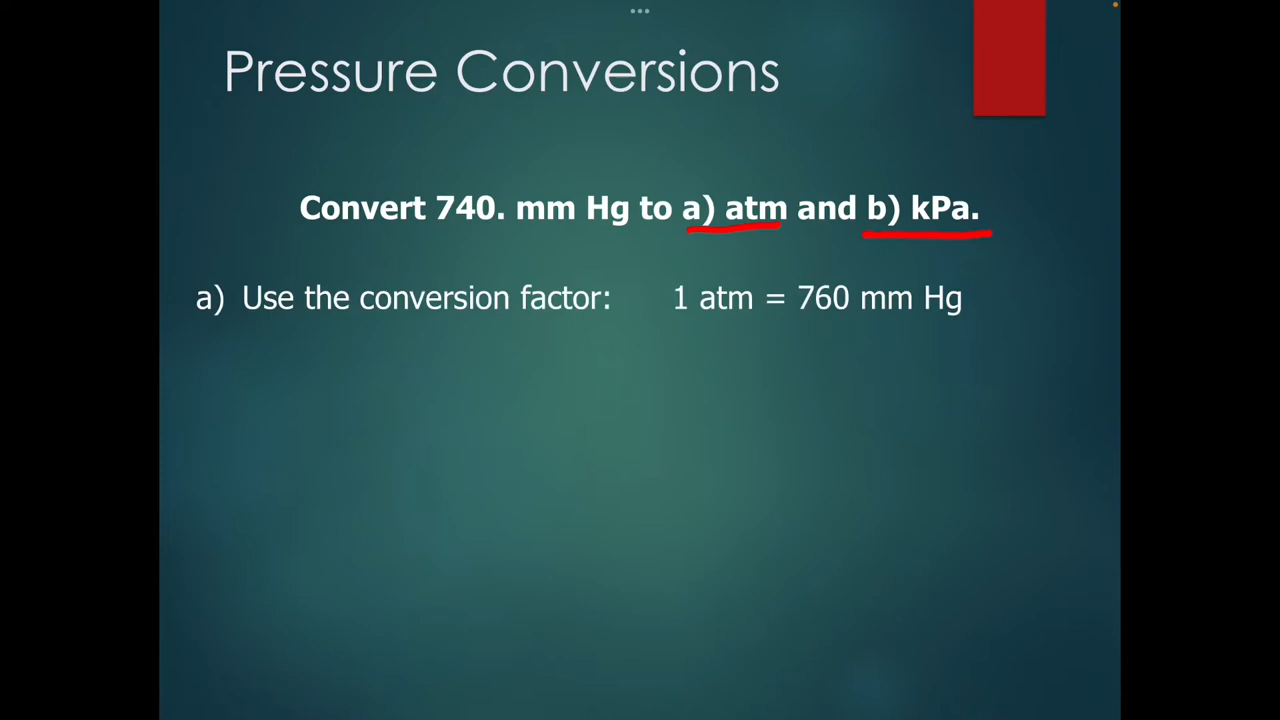 Pressure Conversions
Convert 740. mm Hg to a) atm and b) kPa.
a) Use the conversion factor: 1 atm = 760 mm Hg